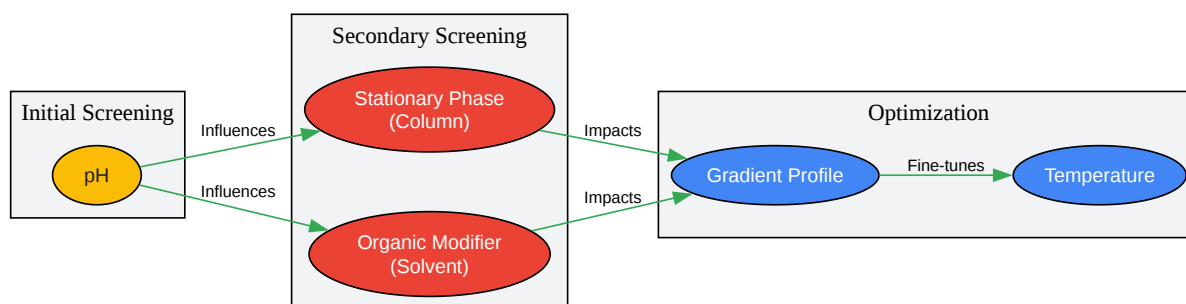 Initial Screening
pH
Influences
Influences
Secondary Screening
Stationary Phase
(Column)
Organic Modifier
(Solvent)
Impacts
Impacts
Optimization
Gradient Profile
Fine-tunes
Temperature